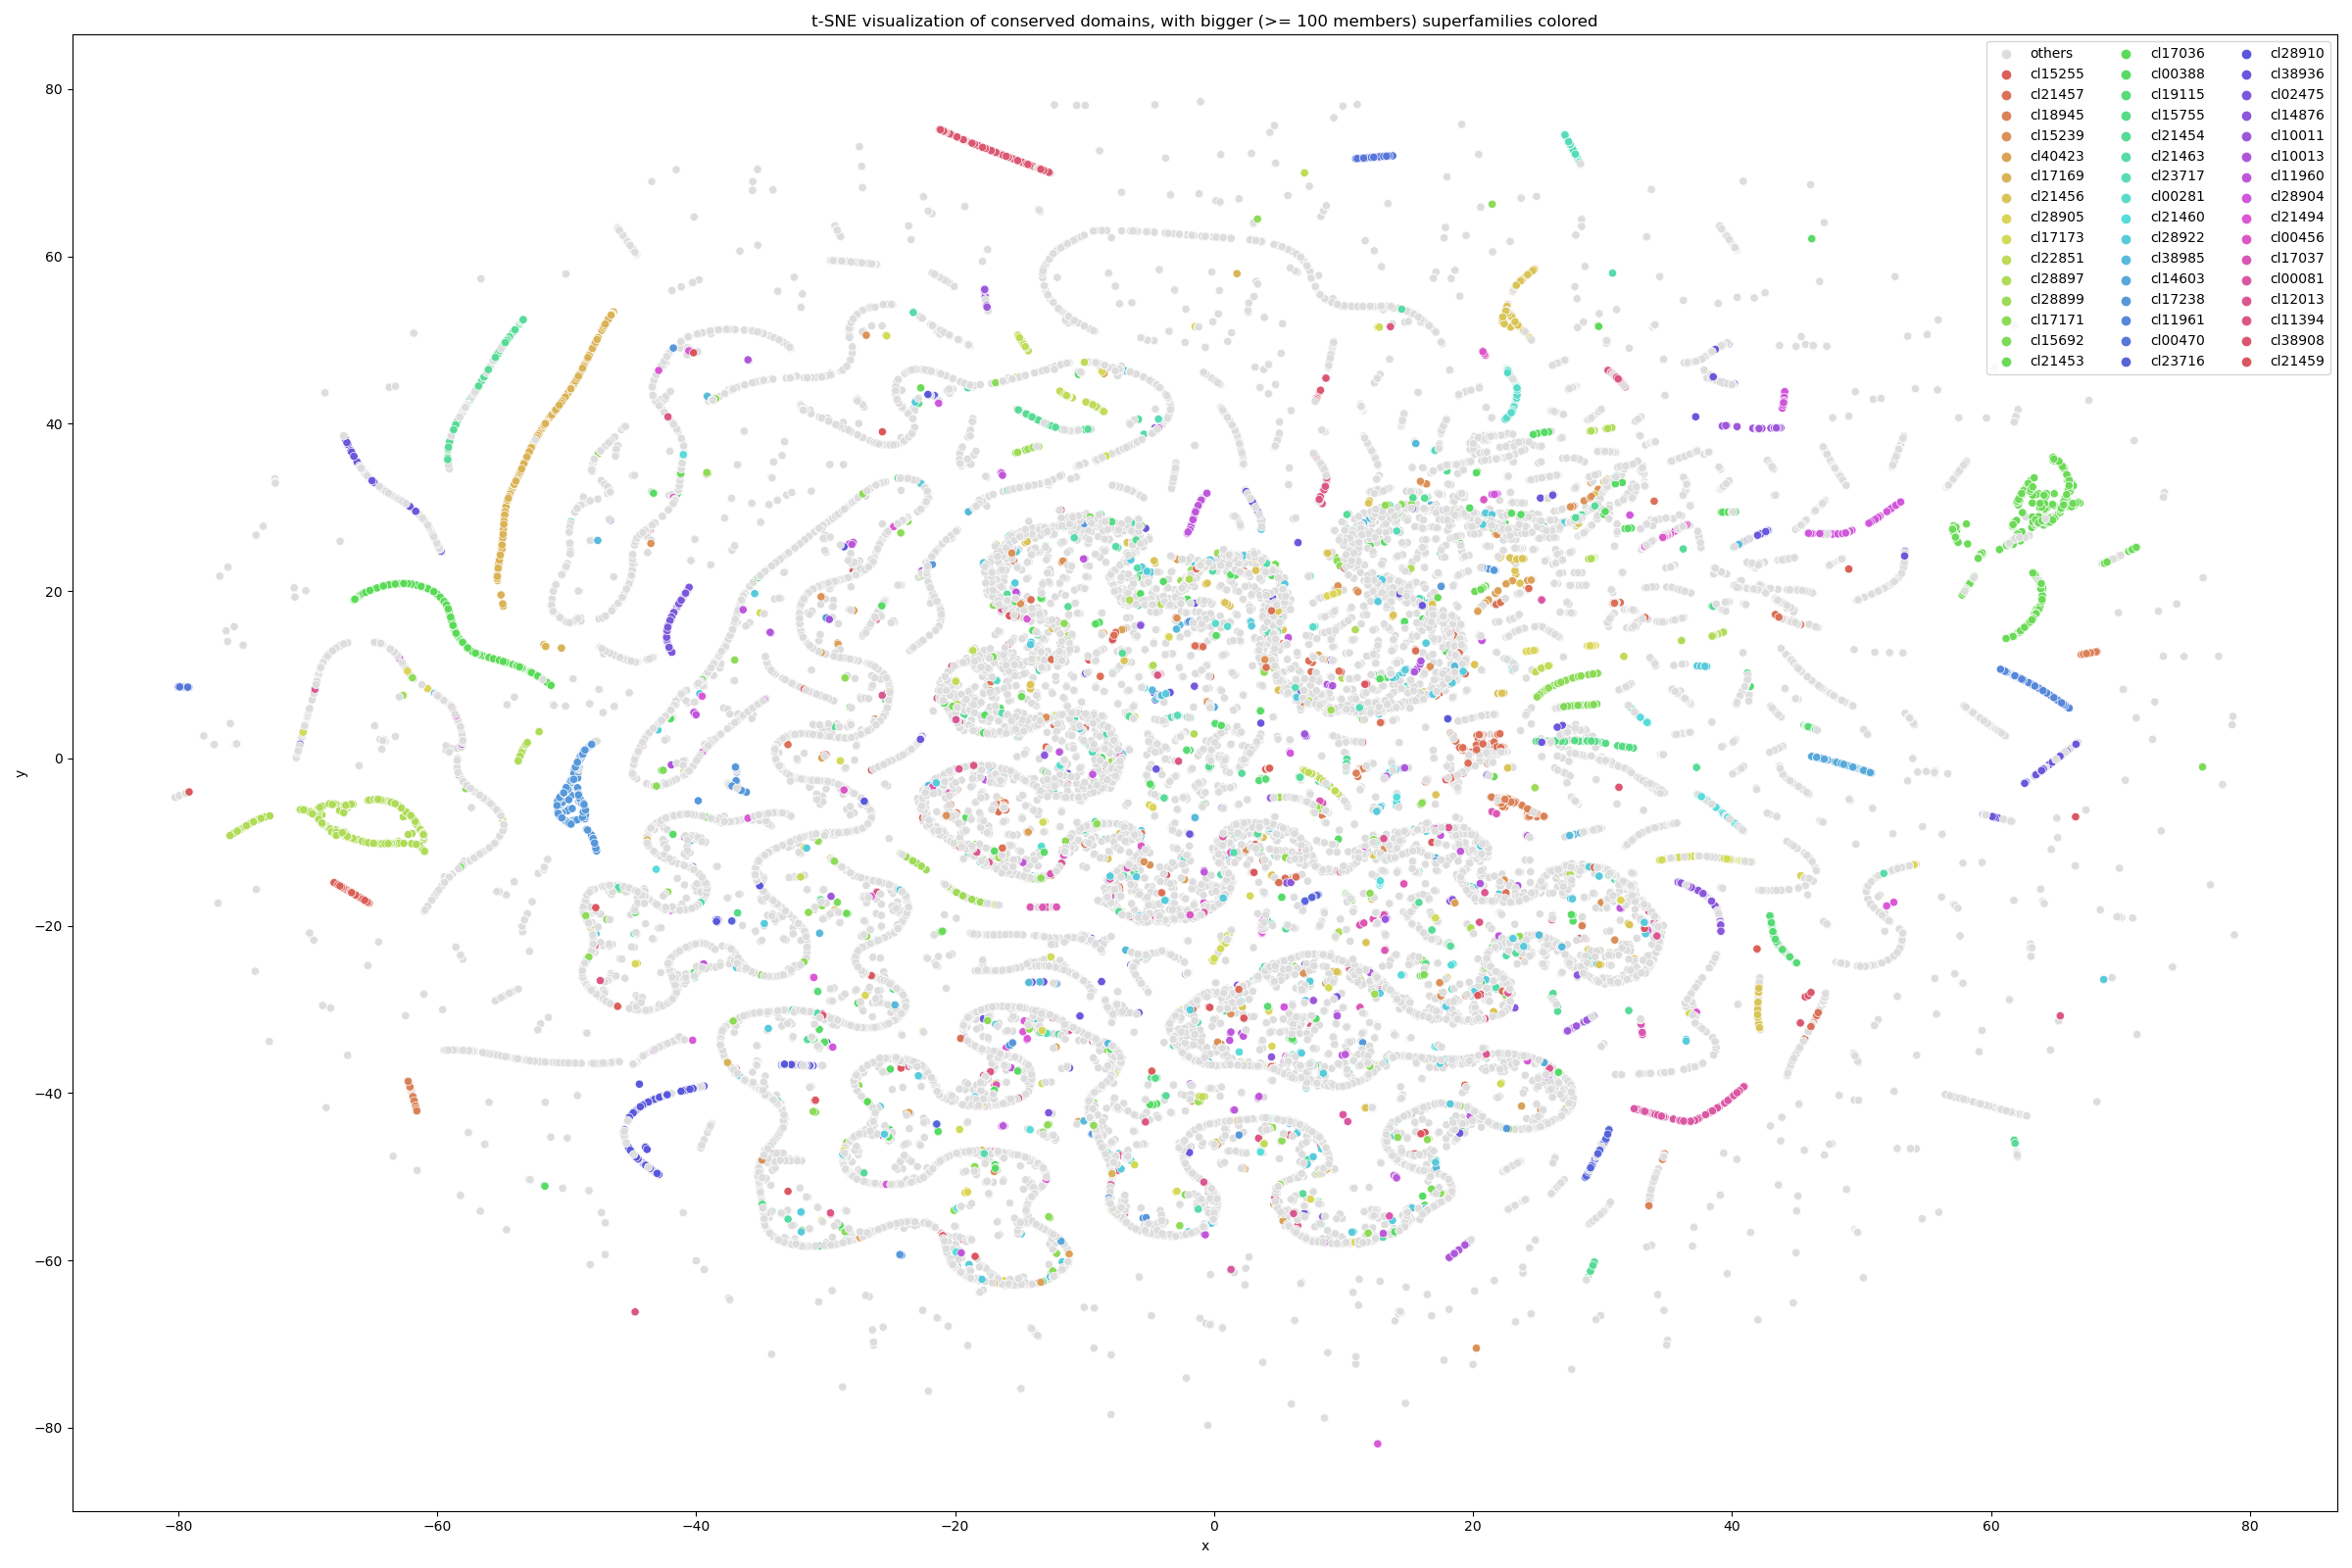 t-SNE visualization of conserved domains, with bigger (>= 100 members) superfamilies colored
others
cl15255
cl21457
cl18945
cl15239
cl40423
cl17169
cl21456
cl28905
cl17173
cl22851
cl28897
cl28899
cl17171
cl15692
cl21453
cl17036
cl00388
cl19115
cl15755
cl21454
cl21463
cl23717
cl00281
cl21460
cl28922
cl38985
cl14603
cl17238
cl11961
cl00470
cl23716
cl28910
cl38936
cl02475
cl14876
cl10011
cl10013
cl11960
cl28904
cl21494
cl00456
cl17037
cl00081
cl12013
cl11394
cl38908
cl21459
80
60
40
20
0
−20
−40
−60
−80
y
−80
−60
−40
−20
0
20
40
60
80
x